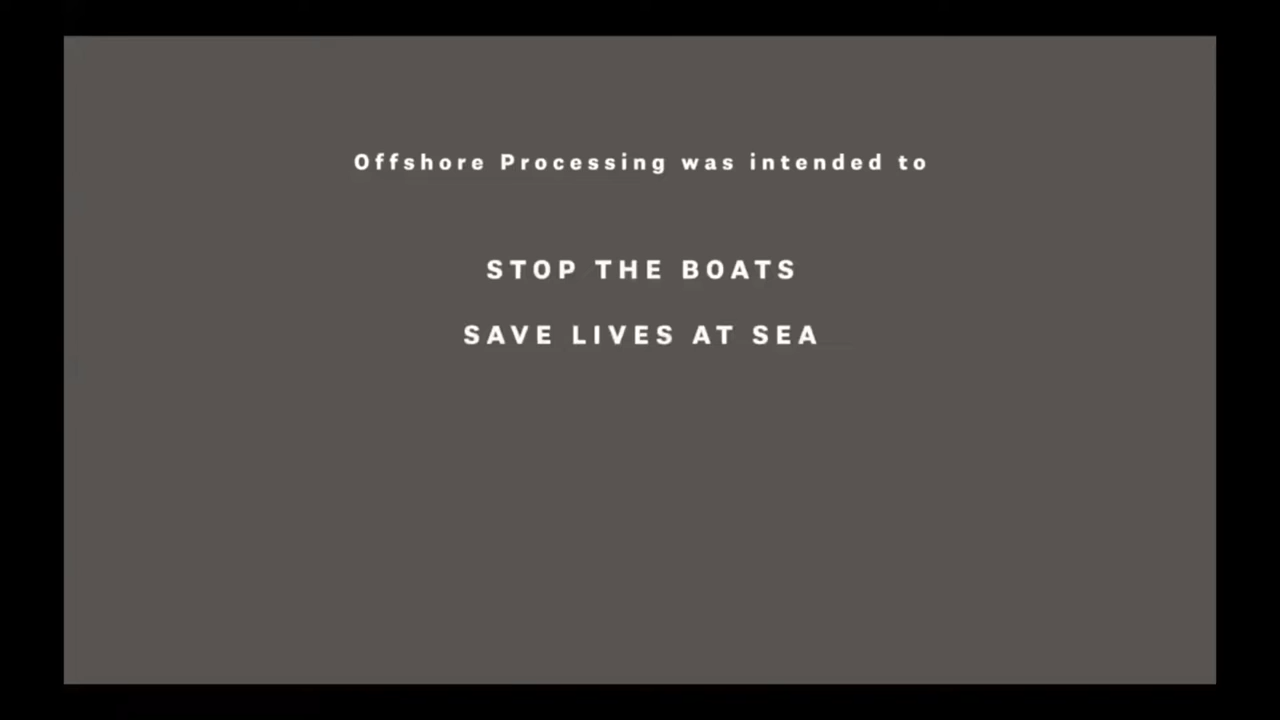 Offshore Processing was intended to
STOP THE BOATS
SAVE LIVES AT SEA